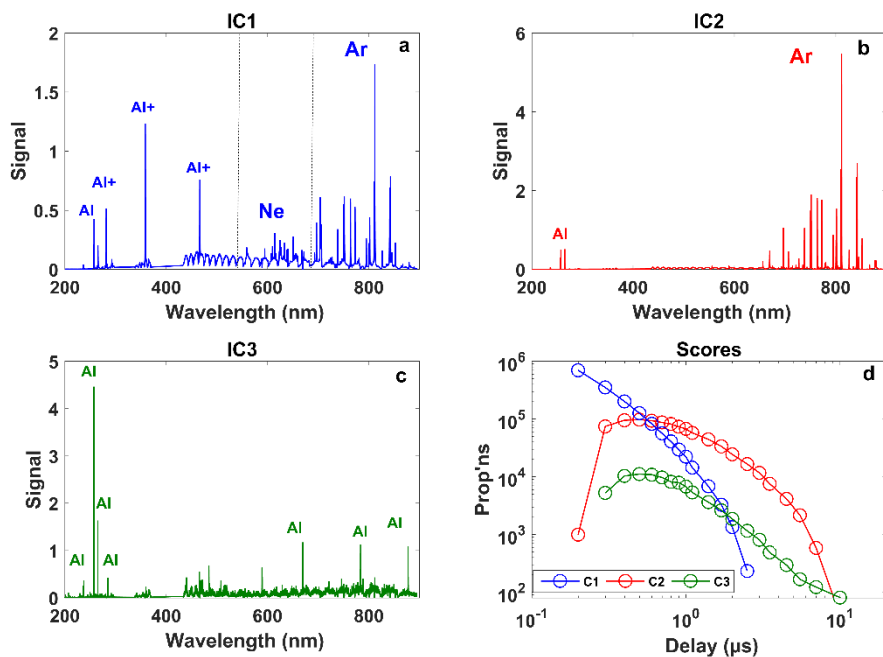 IC1
a
2
1.5
1
0.5
0
Signal
Al
Al+
Al+
Al+
Ne
Ar
200 400 600 800
Wavelength (nm)
IC2
b
6
4
2
0
Signal
Al
Ar
200 400 600 800
Wavelength (nm)
IC3
c
5
4
3
2
1
0
Signal
Al
Al
Al
Al
Al
Al
Al
200 400 600 800
Wavelength (nm)
Scores
d
10^6
10^5
10^4
10^3
10^2
Prop'ns
C1 C2 C3
10^-1 10^0 10^1
Delay (μs)